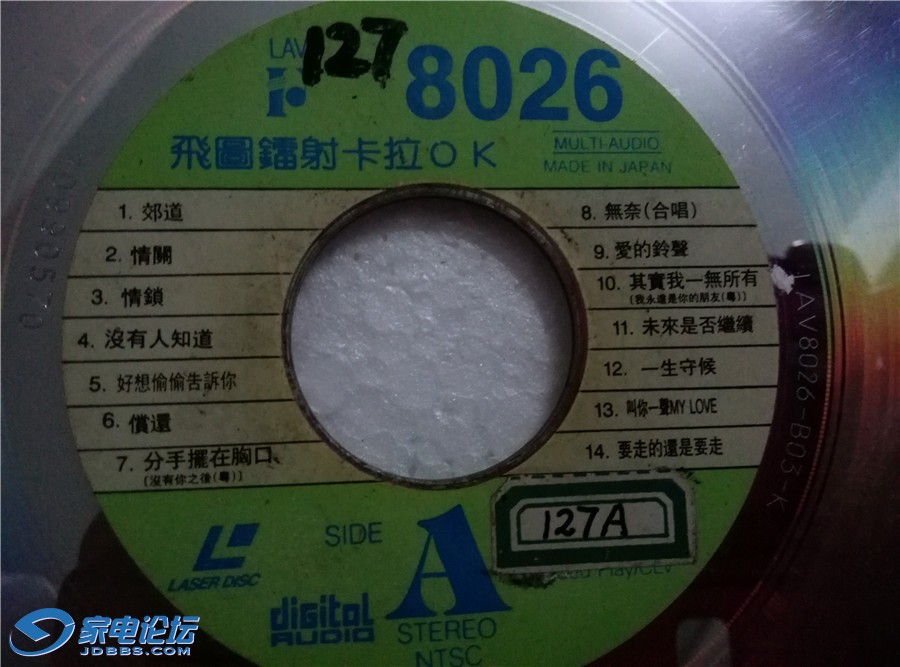 LAV
127
8026
飛圖鐳射卡拉OK
MULTI-AUDIO
MADE IN JAPAN
1. 郊道
2. 情關
3. 情鎖
4. 沒有人知道
5. 好想偷偷告訴你
6. 償還
7. 分手擺在胸口
(沒有你之後(粵))
8. 無奈(合唱)
9. 愛的鈴聲
10. 其實我一無所有
(我永遠是你的朋友(粵))
11. 未來是否繼續
12. 一生守候
13. 叫你一聲MY LOVE
14. 要走的還是要走
127A
LASER DISC
SIDE
A
digital
AUDIO
STEREO
NTSC
LAV8026-B03-K
家电论坛
JDBBS.COM